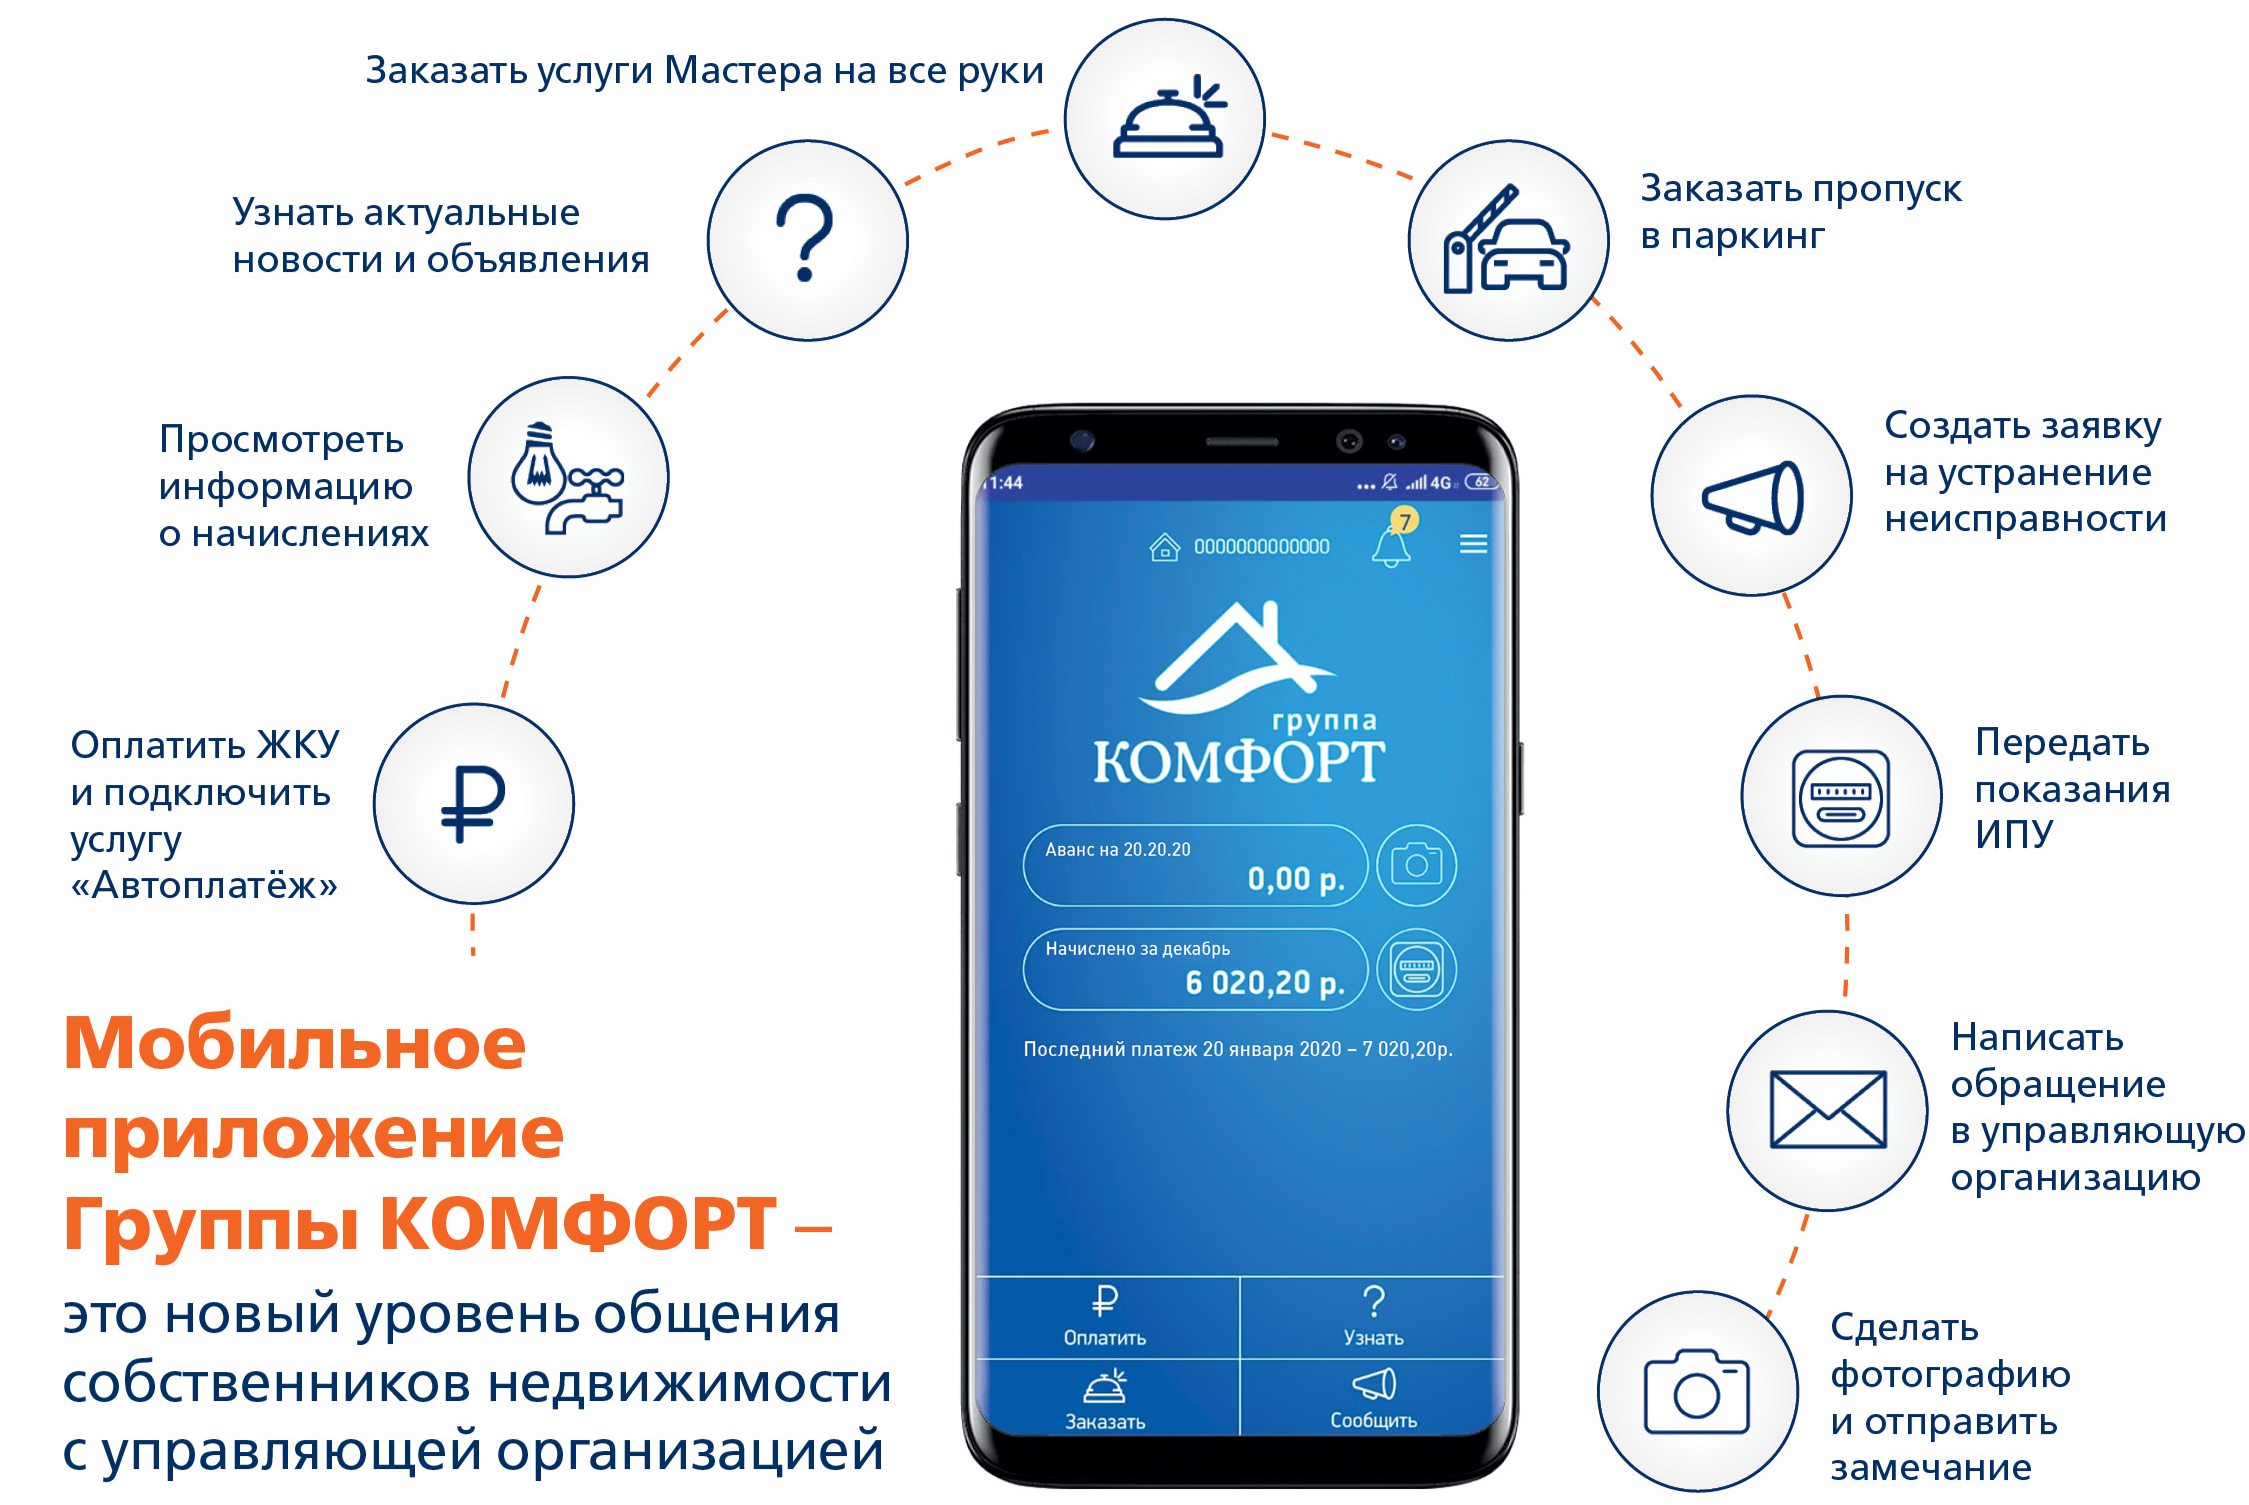 Заказать услуги Мастера на все руки
Узнать актуальные
новости и объявления
Заказать пропуск
в паркинг
Просмотреть
информацию
о начислениях
Создать заявку
на устранение
неисправности
Оплатить ЖКУ
и подключить
услугу
«Автоплатёж»
Передать
показания
ИПУ
Написать
обращение
в управляющую
организацию
Сделать
фотографию
и отправить
замечание
11:44
4G 62
7
0000000000000
группа
КОМФОРТ
Аванс на 20.20.20
0,00 р.
Начислено за декабрь
6 020,20 р.
Последний платеж 20 января 2020 – 7 020,20р.
Оплатить
Узнать
Заказать
Сообщить
Мобильное
приложение
Группы КОМФОРТ –
это новый уровень общения
собственников недвижимости
с управляющей организацией